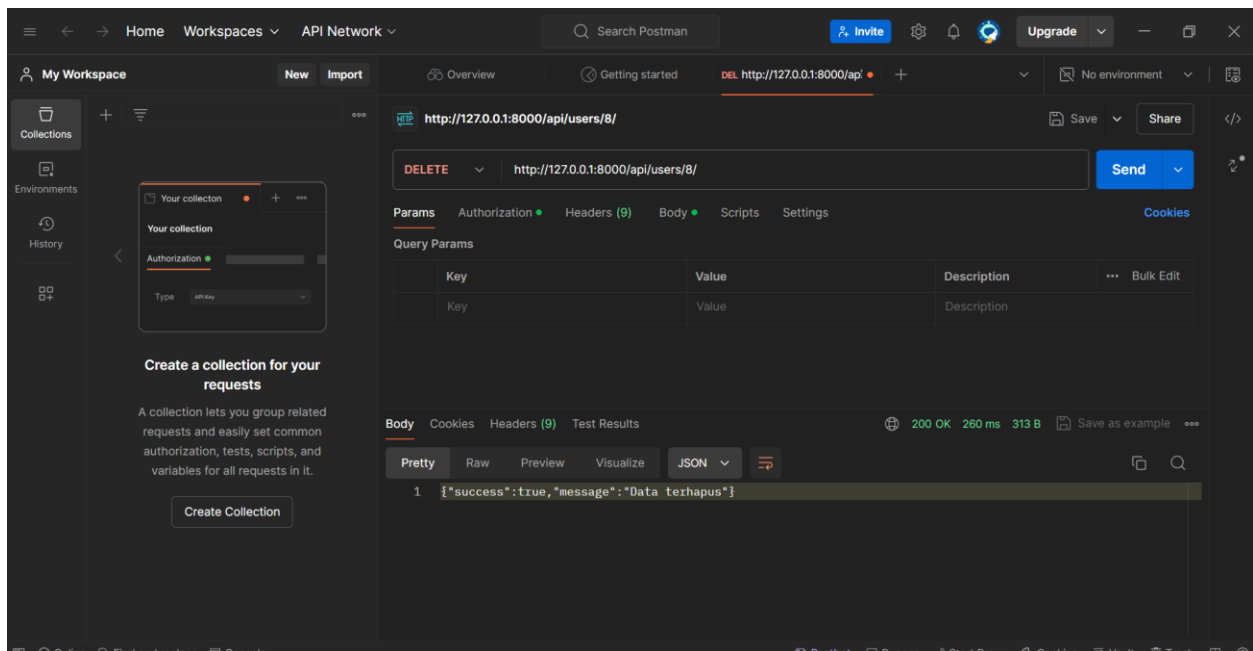 Home Workspaces API Network Search Postman Invite Upgrade
My Workspace New Import Overview Getting started DEL http://127.0.0.1:8000/ap No environment
Collections
Environments
History
Your collecton
Your collection
Authorization
Type API Key
Create a collection for your
requests
A collection lets you group related
requests and easily set common
authorization, tests, scripts, and
variables for all requests in it.
Create Collection
HTTP http://127.0.0.1:8000/api/users/8/ Save Share
DELETE http://127.0.0.1:8000/api/users/8/ Send
Params Authorization Headers (9) Body Scripts Settings Cookies
Query Params
Key Value Description Bulk Edit
Key Value Description
Body Cookies Headers (9) Test Results 200 OK 260 ms 313 B Save as example
Pretty Raw Preview Visualize JSON
1 {"success":true,"message":"Data terhapus"}